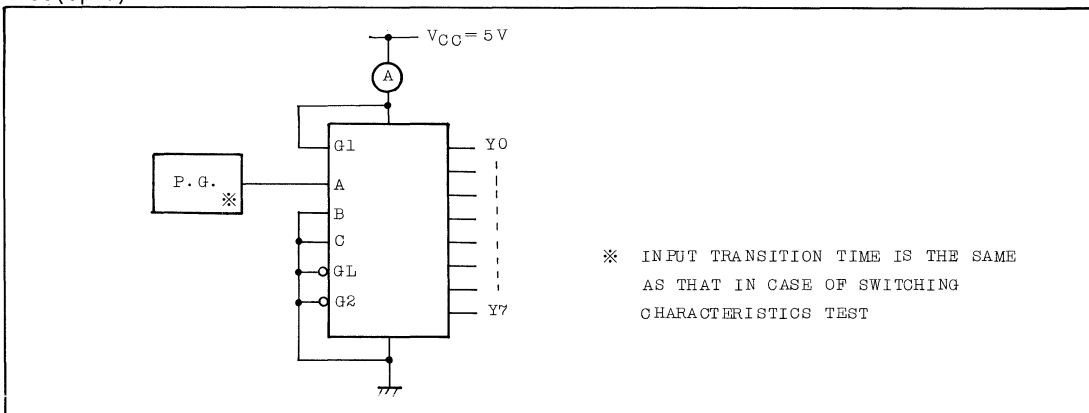 VCC=5V
A
G1
Y0
P.G.
※
A
B
C
GL
G2
Y7
※ INPUT TRANSITION TIME IS THE SAME
AS THAT IN CASE OF SWITCHING
CHARACTERISTICS TEST